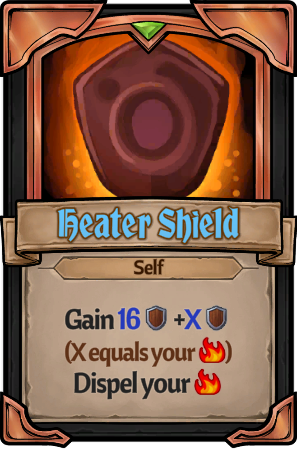 Heater Shield
Self
Gain 16 +X
(X equals your )
Dispel your